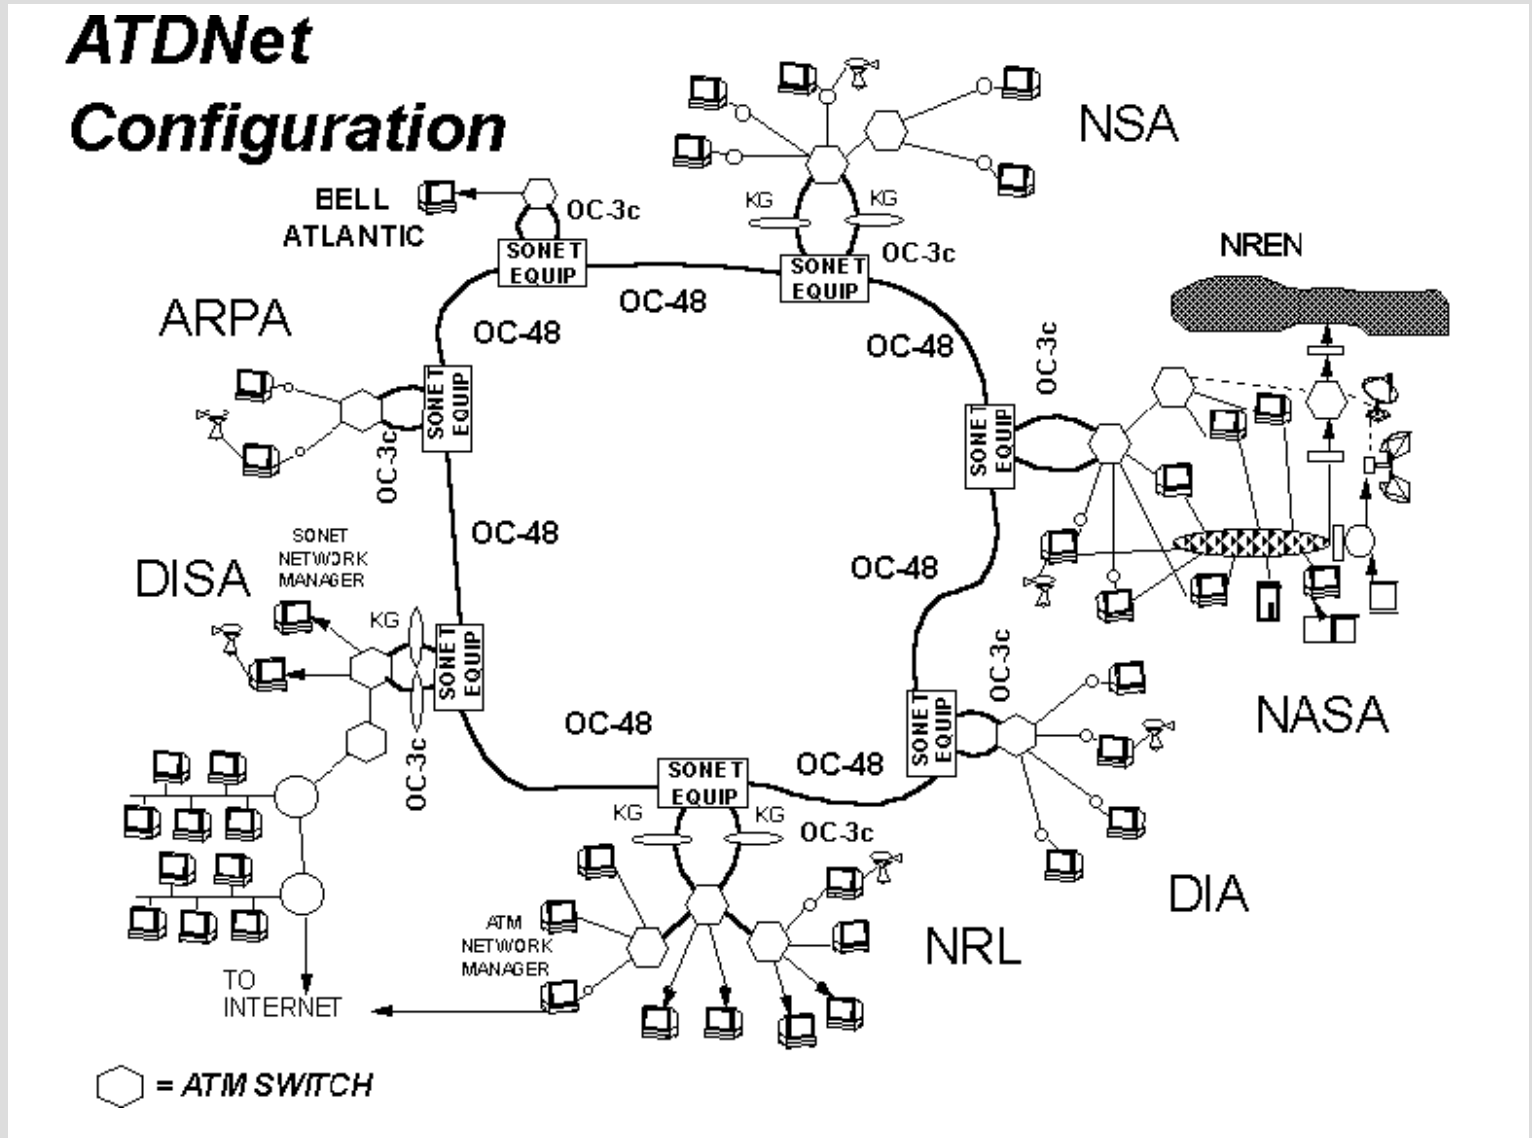 ATDNet
Configuration
NSA
BELL
ATLANTIC
OC-3c
KG
KG
SONET
EQUIP
SONET
EQUIP
OC-3c
NREN
OC-48
ARPA
OC-48
OC-48
OC-3c
SONET
EQUIP
OC-3c
SONET
EQUIP
OC-48
SONET
NETWORK
MANAGER
DISA
OC-48
KG
SONET
EQUIP
OC-3c
OC-3c
SONET
EQUIP
NASA
OC-48
OC-48
SONET
EQUIP
KG
KG
OC-3c
DIA
ATM
NETWORK
MANAGER
NRL
TO
INTERNET
= ATM SWITCH